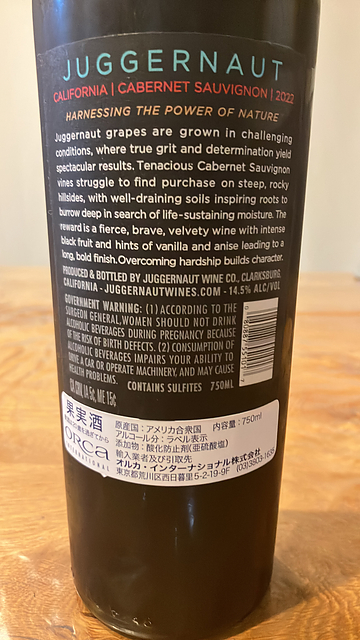 JUGGERNAUT
CALIFORNIA | CABERNET SAUVIGNON | 2022
HARNESSING THE POWER OF NATURE
Juggernaut grapes are grown in challenging
conditions, where true grit and determination yield
spectacular results. Tenacious Cabernet Sauvignon
vines struggle to find purchase on steep, rocky
hillsides, with well-draining soils inspiring roots to
burrow deep in search of life-sustaining moisture. The
reward is a fierce, brave, velvety wine with intense
black fruit and hints of vanilla and anise leading to a
long, bold finish. Overcoming hardship builds character.
PRODUCED & BOTTLED BY JUGGERNAUT WINE CO., CLARKSBURG,
CALIFORNIA · JUGGERNAUTWINES.COM · 14.5% ALC/VOL
GOVERNMENT WARNING: (1) ACCORDING TO THE
SURGEON GENERAL, WOMEN SHOULD NOT DRINK
ALCOHOLIC BEVERAGES DURING PREGNANCY BECAUSE
OF THE RISK OF BIRTH DEFECTS. (2) CONSUMPTION OF
ALCOHOLIC BEVERAGES IMPAIRS YOUR ABILITY TO
DRIVE A CAR OR OPERATE MACHINERY, AND MAY CAUSE
HEALTH PROBLEMS.
CA CRV, IA 5¢, ME 15¢ CONTAINS SULFITES 750ML
果実酒
orca
INTERNATIONAL
原産国：アメリカ合衆国 内容量：750ml
アルコール分：ラベル表示
添加物：酸化防止剤(亜硫酸塩)
輸入業者及び引取先
オルカ・インターナショナル株式会社
東京都荒川区西日暮里5-2-19-9F (03)3803-1635